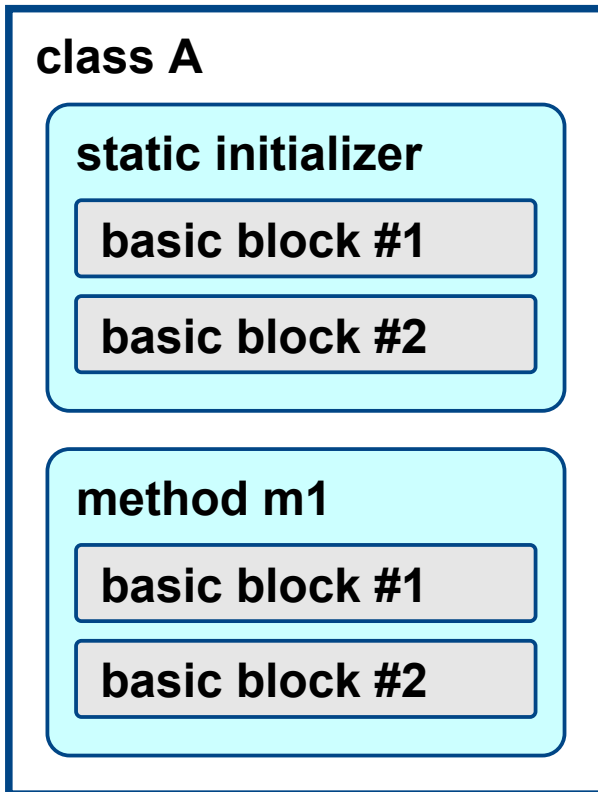 class A
static initializer
basic block #1
basic block #2
method m1
basic block #1
basic block #2